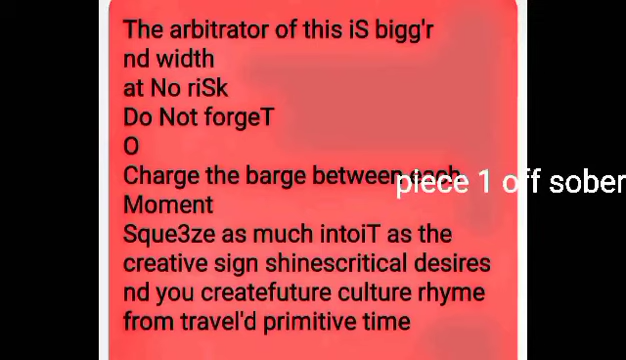 The arbitrator of this iS bigg'r
nd width
at No riSk
Do Not forgeT
O
Charge the barge between each
piece 1 off sober
Moment
Sque3ze as much intoiT as the
creative sign shinescritical desires
nd you createfuture culture rhyme
from travel'd primitive time